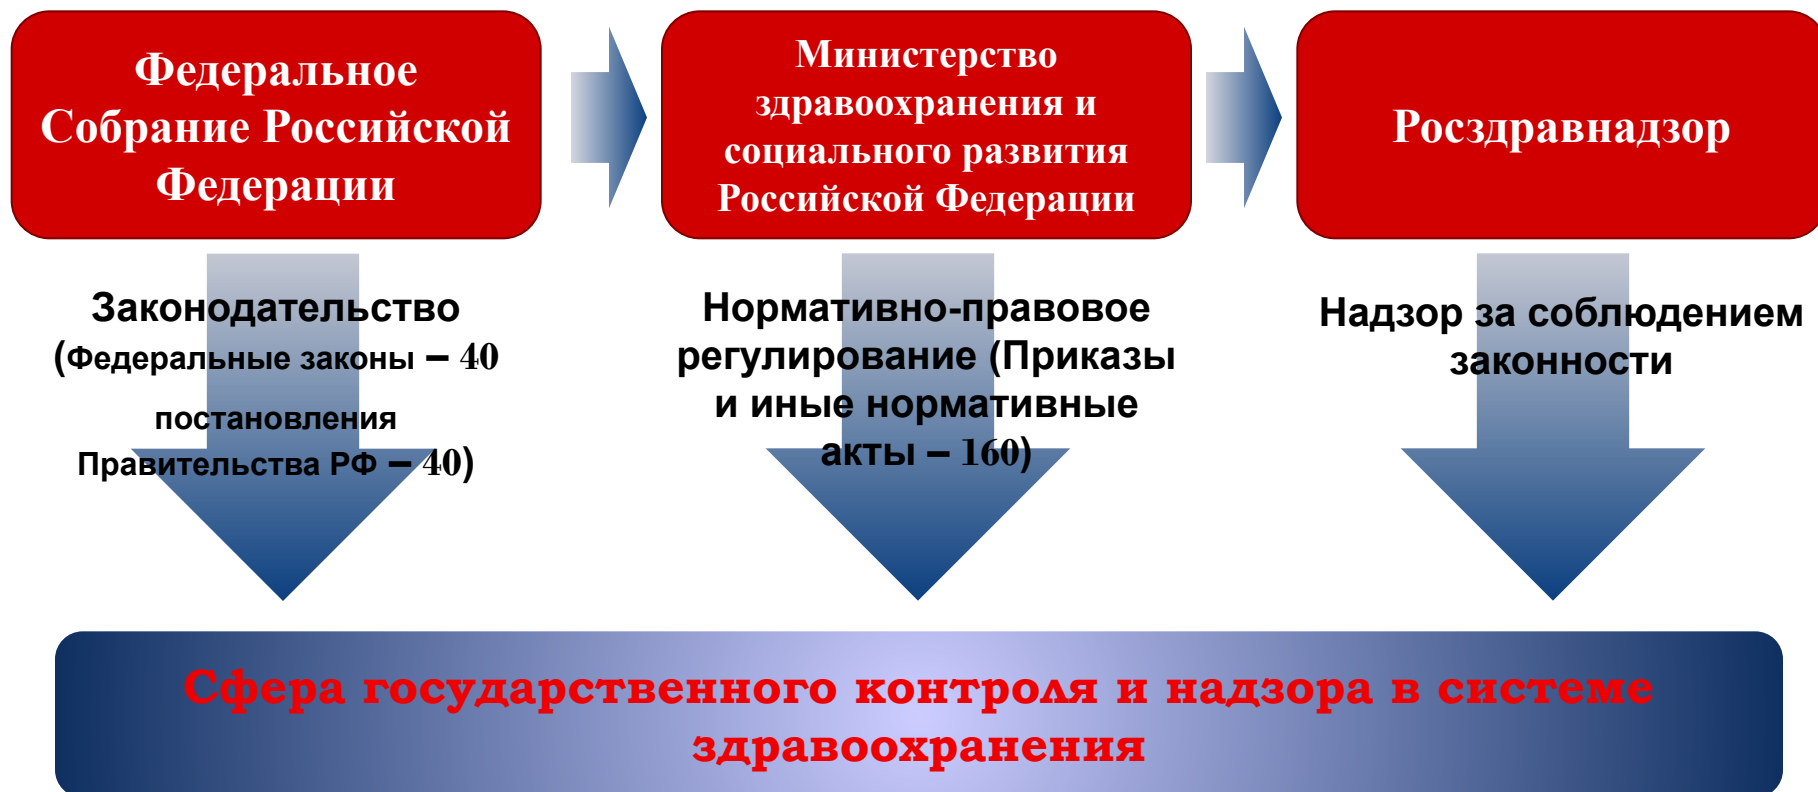 Федеральное
Собрание Российской
Федерации
Министерство
здравоохранения и
социального развития
Российской Федерации
Росздравнадзор
Законодательство
(Федеральные законы – 40
постановления
Правительства РФ – 40)
Нормативно-правовое
регулирование (Приказы
и иные нормативные
акты – 160)
Надзор за соблюдением
законности
Сфера государственного контроля и надзора в системе
здравоохранения